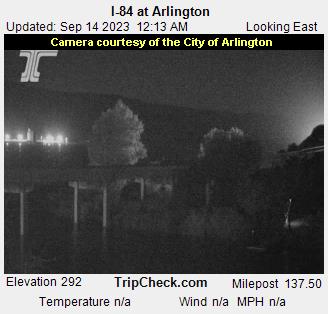 I-84 at Arlington
Updated: Sep 14 2023 12:13 AM Looking East
Camera courtesy of the City of Arlington
Elevation 292 TripCheck.com Milepost 137.50
Temperature n/a Wind n/a MPH n/a